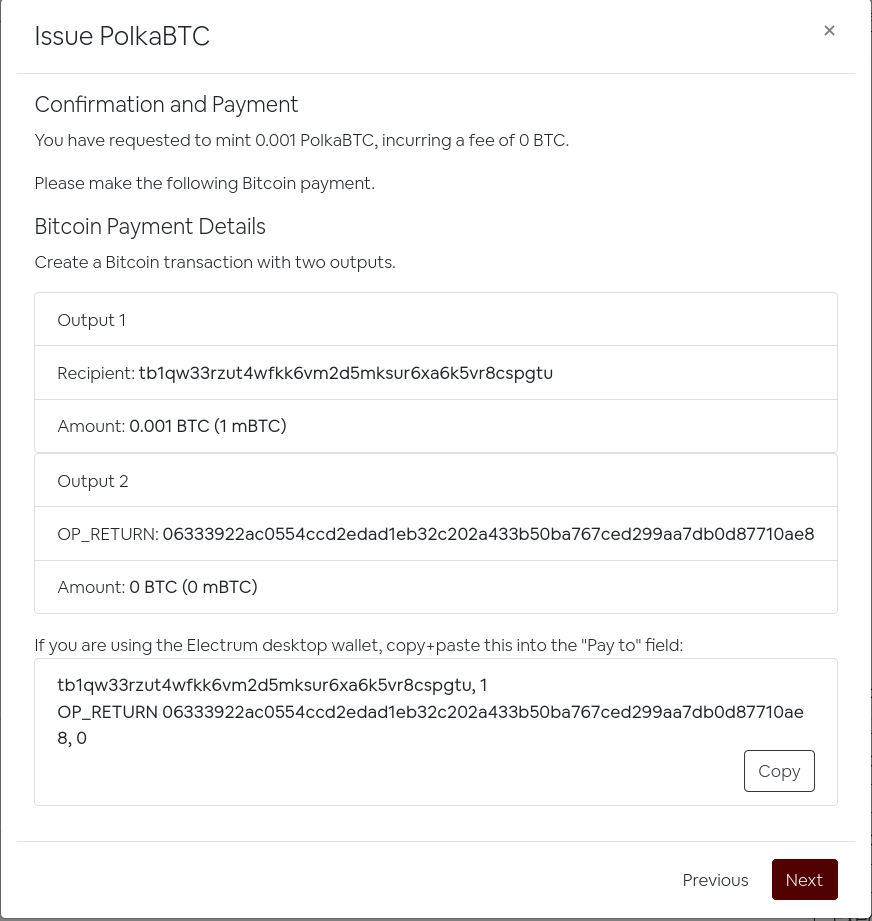 Issue PolkaBTC
×
Confirmation and Payment
You have requested to mint 0.001 PolkaBTC, incurring a fee of 0 BTC.
Please make the following Bitcoin payment.
Bitcoin Payment Details
Create a Bitcoin transaction with two outputs.
Output 1
Recipient: tb1qw33rzut4wfkk6vm2d5mksur6xa6k5vr8cspgtu
Amount: 0.001 BTC (1 mBTC)
Output 2
OP_RETURN: 06333922ac0554ccd2edad1eb32c202a433b50ba767ced299aa7db0d87710ae8
Amount: 0 BTC (0 mBTC)
If you are using the Electrum desktop wallet, copy+paste this into the "Pay to" field:
tb1qw33rzut4wfkk6vm2d5mksur6xa6k5vr8cspgtu, 1
OP_RETURN 06333922ac0554ccd2edad1eb32c202a433b50ba767ced299aa7db0d87710ae
8, 0
Copy
Previous
Next